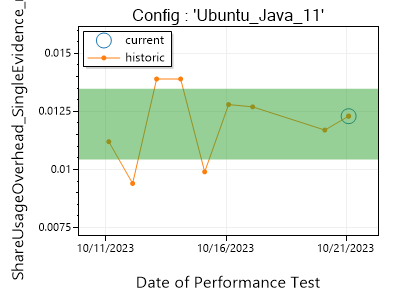 Config : 'Ubuntu_Java_11'
current
historic
0.015
0.0125
0.01
0.0075
10/11/2023
10/16/2023
10/21/2023
Date of Performance Test
ShareUsageOverhead_SingleEvidence_